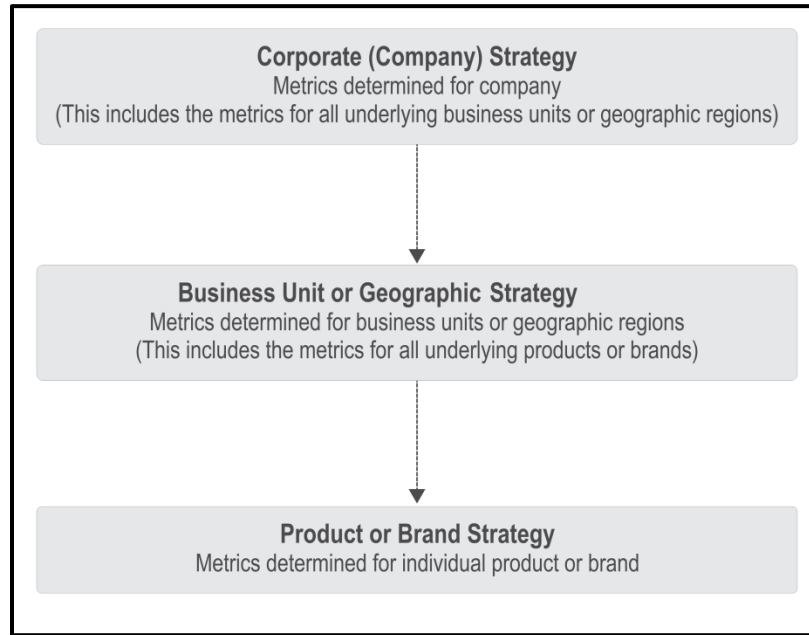 Corporate (Company) Strategy
Metrics determined for company
(This includes the metrics for all underlying business units or geographic regions)
Business Unit or Geographic Strategy
Metrics determined for business units or geographic regions
(This includes the metrics for all underlying products or brands)
Product or Brand Strategy
Metrics determined for individual product or brand